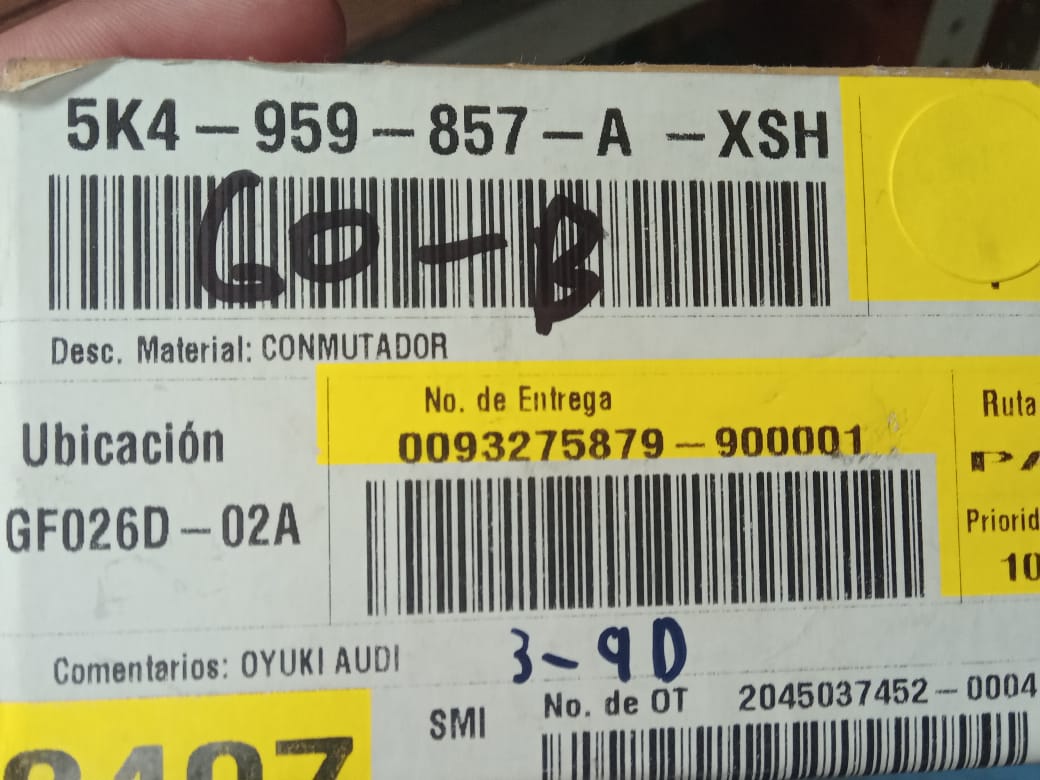 5K4-959-857-A -XSH
60-B
Desc. Material: CONMUTADOR
No. de Entrega
0093275879-900001
Ruta
Ubicación
GF026D-02A
Priorid
10
Comentarios: OYUKI AUDI
3-9D
SMI
No. de OT 2045037452-0004